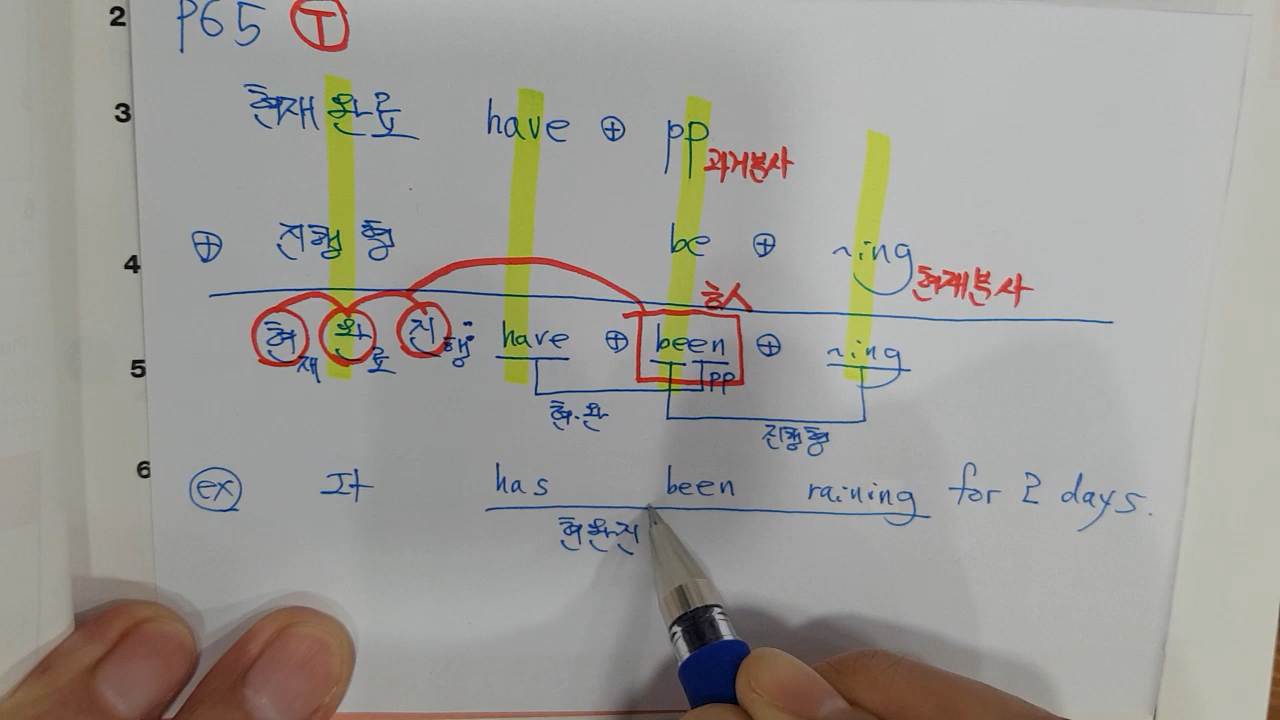 2
P65 T
3
현재완료 have ⊕ pp 과거분사
4
⊕ 진행형 be ⊕ ~ing 현재분사
흔시
5
현재 완료 진행: have ⊕ been ⊕ ~ing
pp
현·완 진행형
6
ex It has been raining for 2 days.
현완진